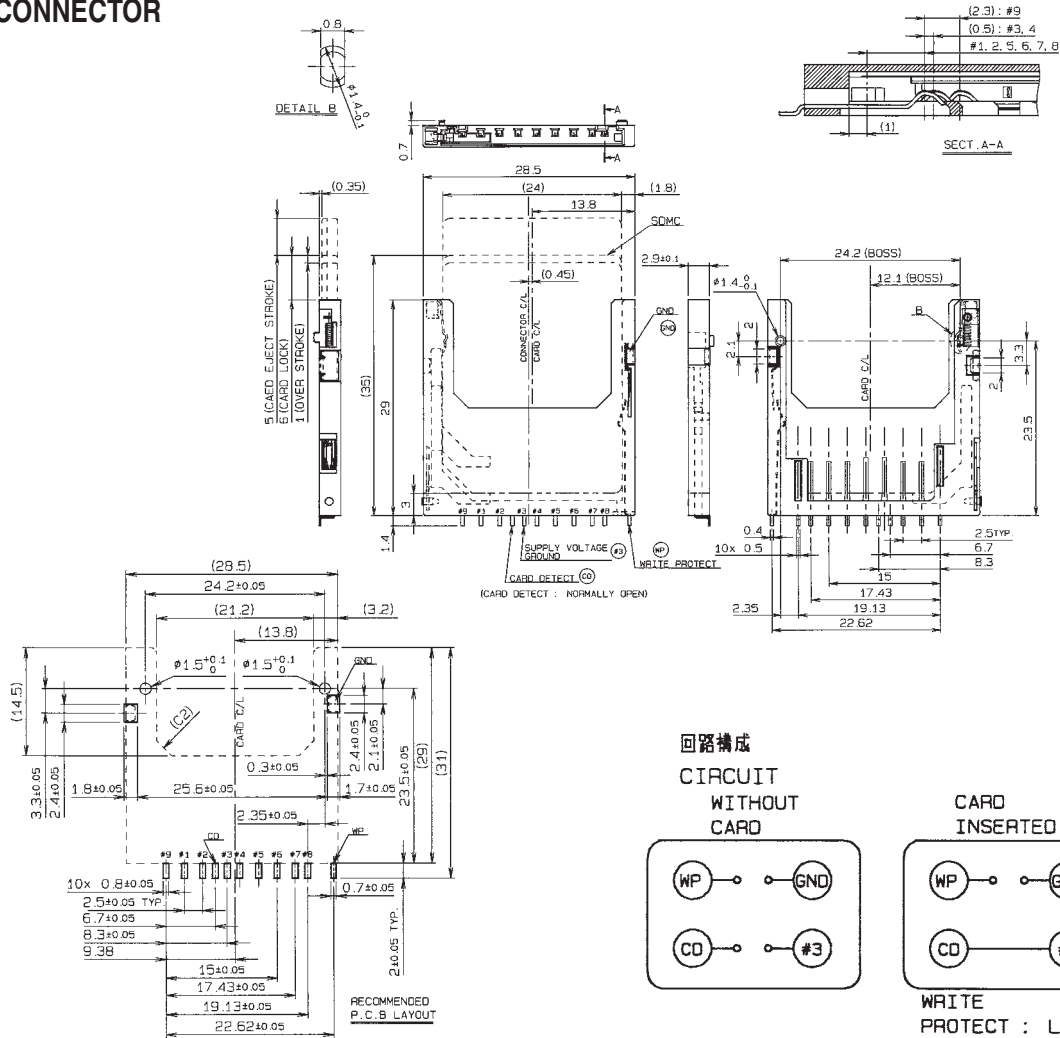 CONNECTOR
0.8
ø1.4 0 -0.1
DETAIL B
0.7
A
A
(2.3) : #9
(0.5) : #3, 4
#1, 2, 5, 6, 7, 8
(1)
SECT. A-A
(0.35)
5 (CAED EJECT STROKE)
6 (CARD LOCK)
1 (OVER STROKE)
28.5
(24)
(1.8)
13.8
SDMC
(0.45)
CONNECTOR C/L
CARD C/L
(35)
29
3
1.4
GND
GND
#9 #1 #2 #3 #4 #5 #6 #7 #8
SUPPLY VOLTAGE GROUND #3
CARD DETECT CD
(CARD DETECT : NORMALLY OPEN)
WP
WRITE PROTECT
2.9±0.1
24.2 (BOSS)
12.1 (BOSS)
ø1.4 0 -0.1
B
2
2.1
CARD C/L
3.3
2
23.5
0.4
10x 0.5
2.5TYP.
6.7
8.3
15
17.43
19.13
2.35
22.62
(28.5)
24.2±0.05
(21.2)
(3.2)
(13.8)
ø1.5 +0.1 0
ø1.5 +0.1 0
GND
(14.5)
(C2)
CARD C/L
3.3±0.05
2.4±0.05
1.8±0.05
25.6±0.05
0.3±0.05
1.7±0.05
2.4±0.05
2.1±0.05
23.5±0.05
(29)
(31)
2.35±0.05
CD
WP
#9 #1 #2 #3 #4 #5 #6 #7 #8
10x 0.8±0.05
2.5±0.05 TYP.
6.7±0.05
8.3±0.05
9.38
0.7±0.05
2±0.05 TYP.
15±0.05
17.43±0.05
19.13±0.05
22.62±0.05
RECOMMENDED
P.C.B LAYOUT
回路構成
CIRCUIT
WITHOUT
CARD
WP
GND
CD
#3
CARD
INSERTED
WP
CD
WRITE
PROTECT : L